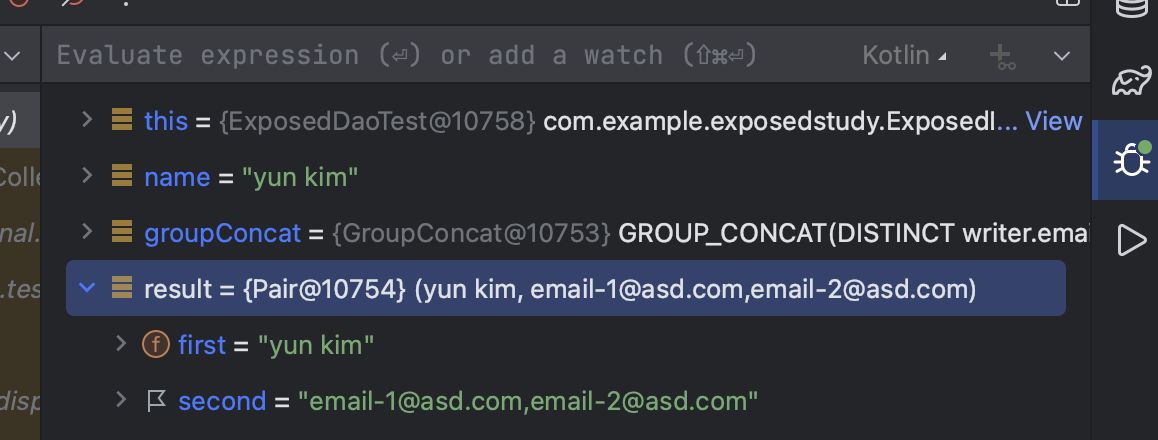 Evaluate expression (⏎) or add a watch (⇧⌘⏎) Kotlin
y) this = {ExposedDaoTest@10758} com.example.exposedstudy.ExposedI... View
Colle name = "yun kim"
nal. groupConcat = {GroupConcat@10753} GROUP_CONCAT(DISTINCT writer.emai
.tes result = {Pair@10754} (yun kim, email-1@asd.com,email-2@asd.com)
f first = "yun kim"
disp second = "email-1@asd.com,email-2@asd.com"